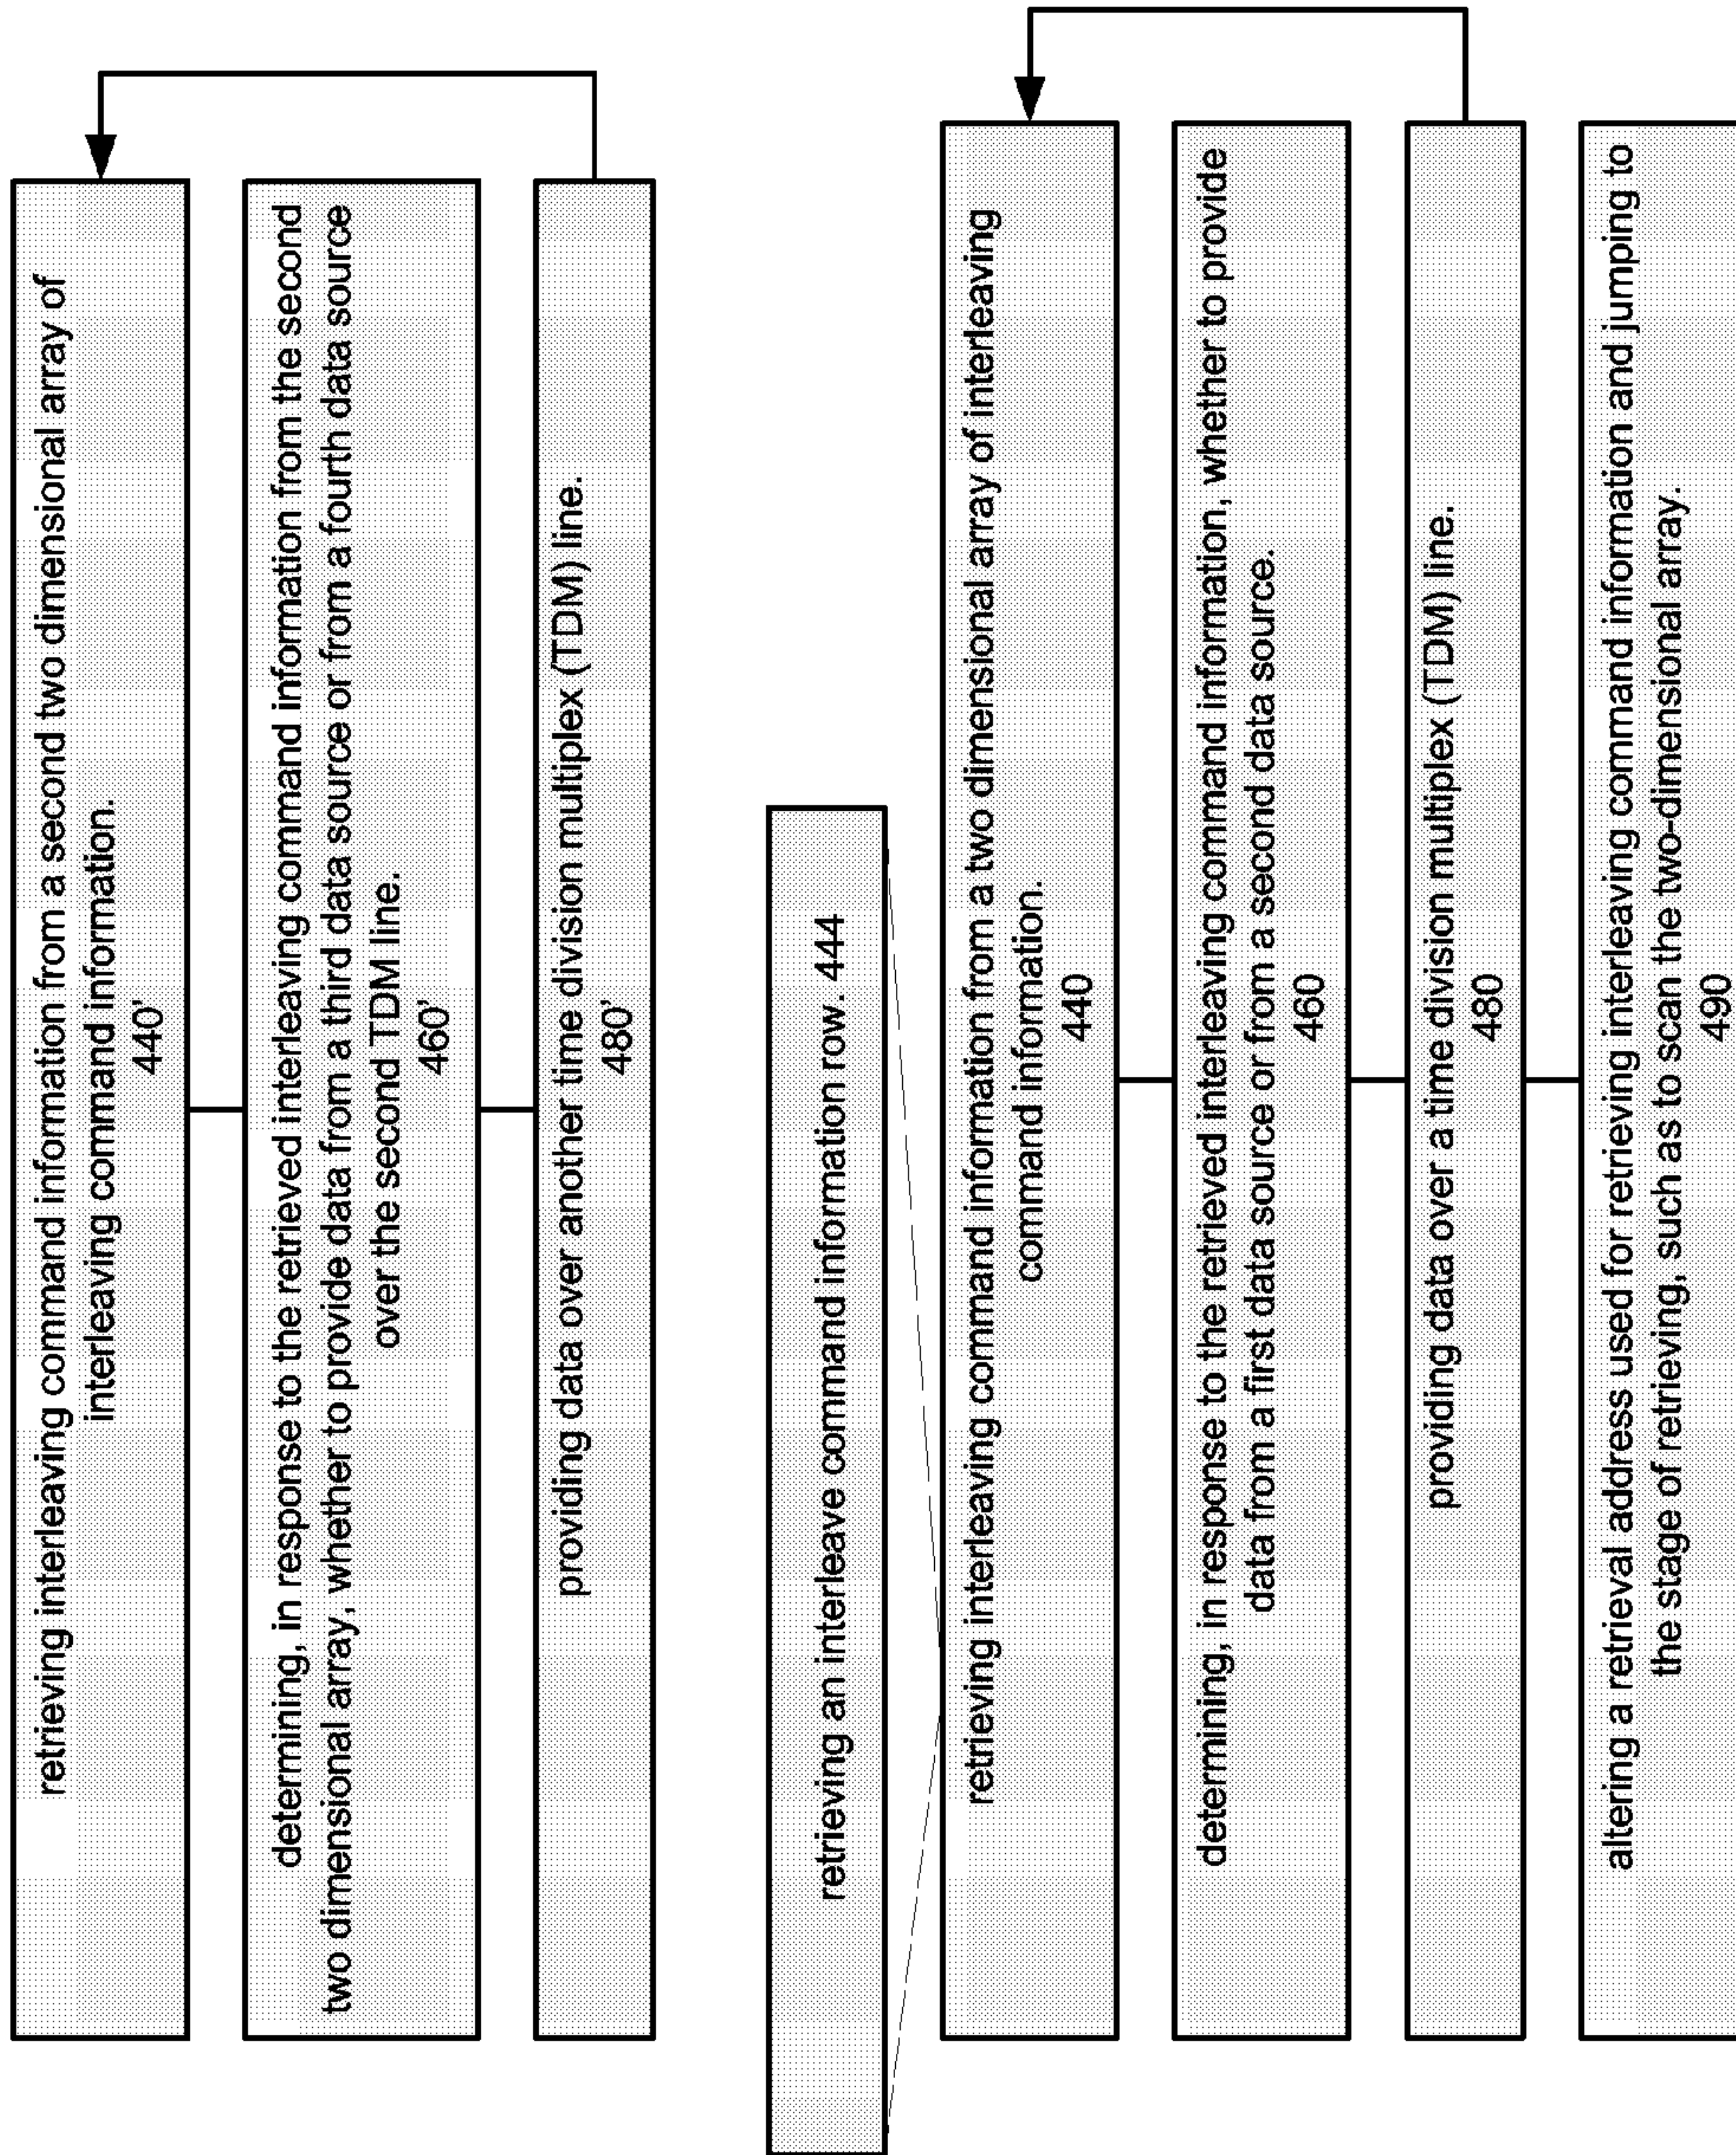 retrieving interleaving command information from a second two dimensional array of
interleaving command information.
440'
determining, in response to the retrieved interleaving command information from the second
two dimensional array, whether to provide data from a third data source or from a fourth data source
over the second TDM line.
460'
providing data over another time division multiplex (TDM) line.
480'
retrieving an interleave command information row. 444
retrieving interleaving command information from a two dimensional array of interleaving
command information.
440
determining, in response to the retrieved interleaving command information, whether to provide
data from a first data source or from a second data source.
460
providing data over a time division multiplex (TDM) line.
480
altering a retrieval address used for retrieving interleaving command information and jumping to
the stage of retrieving, such as to scan the two-dimensional array.
490